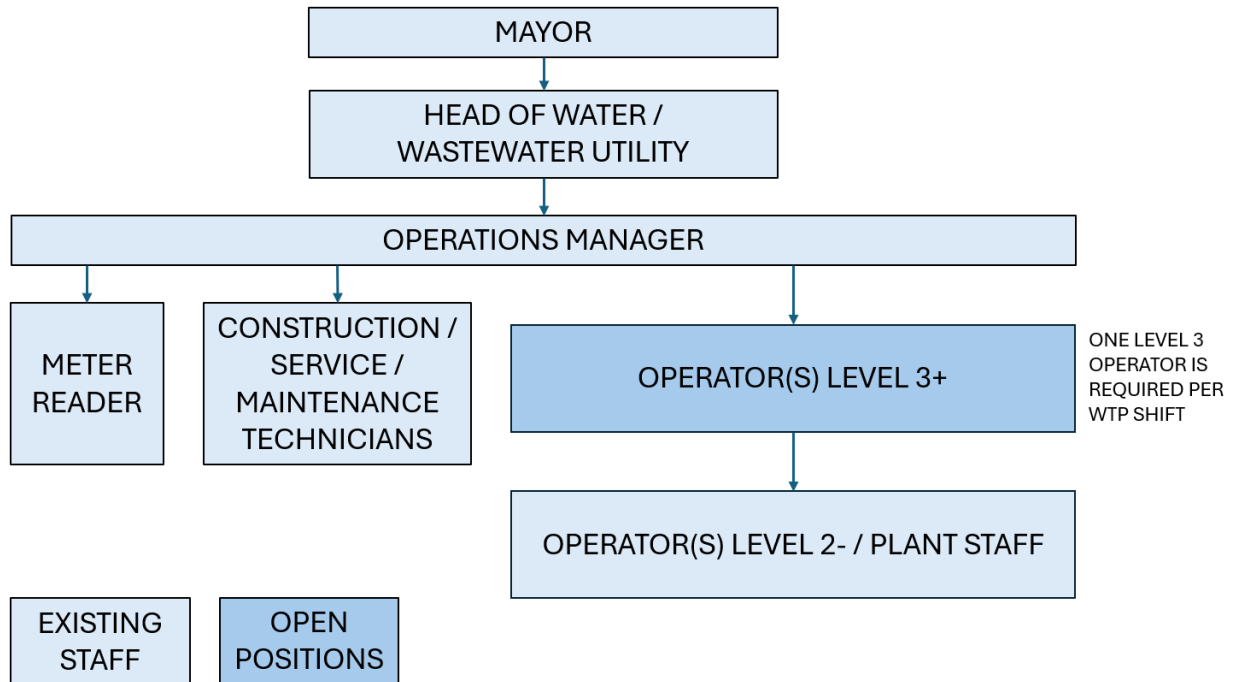 MAYOR
HEAD OF WATER /
WASTEWATER UTILITY
OPERATIONS MANAGER
METER
READER
CONSTRUCTION /
SERVICE /
MAINTENANCE
TECHNICIANS
OPERATOR(S) LEVEL 3+
ONE LEVEL 3
OPERATOR IS
REQUIRED PER
WTP SHIFT
OPERATOR(S) LEVEL 2- / PLANT STAFF
EXISTING
STAFF
OPEN
POSITIONS